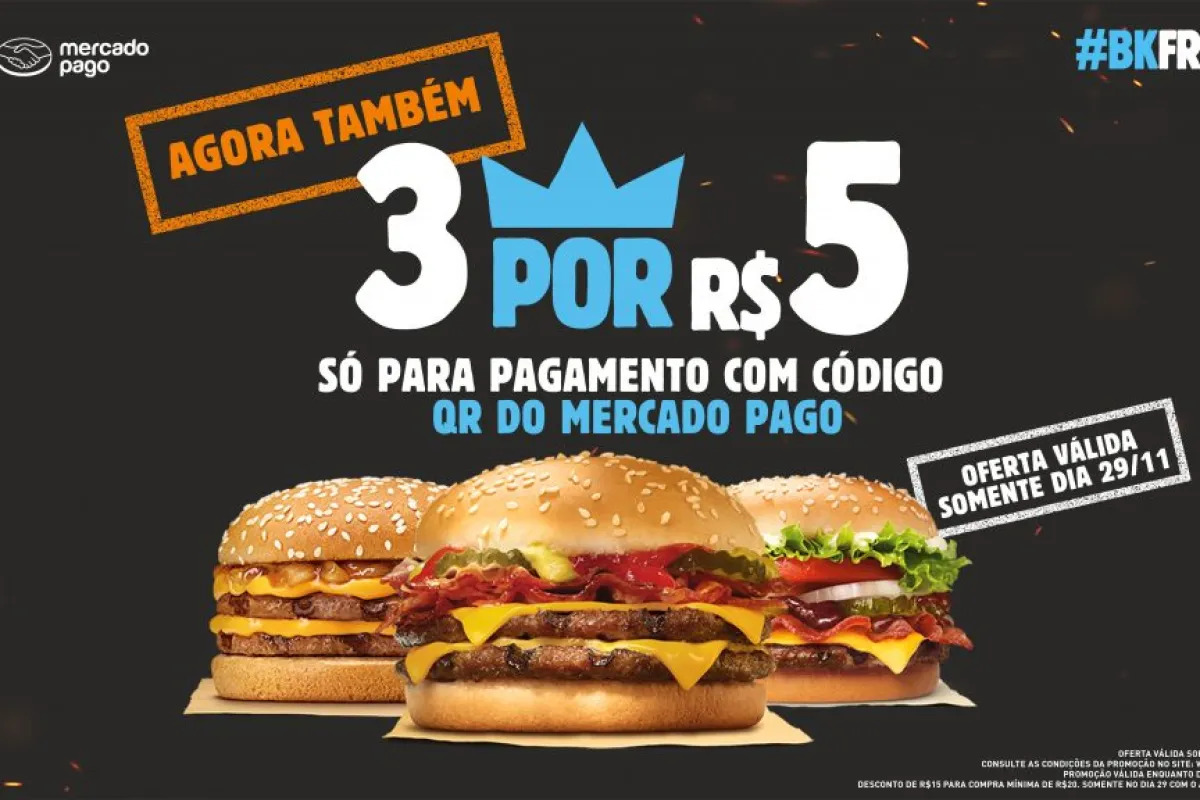 mercado
pago
#BKFR
AGORA TAMBÉM
3 POR R$5
SÓ PARA PAGAMENTO COM CÓDIGO
QR DO MERCADO PAGO
OFERTA VÁLIDA
SOMENTE DIA 29/11
OFERTA VÁLIDA
CONSULTE AS CONDIÇÕES DA PROMOÇÃO NO SITE:
PROMOÇÃO VÁLIDA ENQUANTO
DESCONTO DE R$15 PARA COMPRA MÍNIMA DE R$20. SOMENTE NO DIA 29 COM O